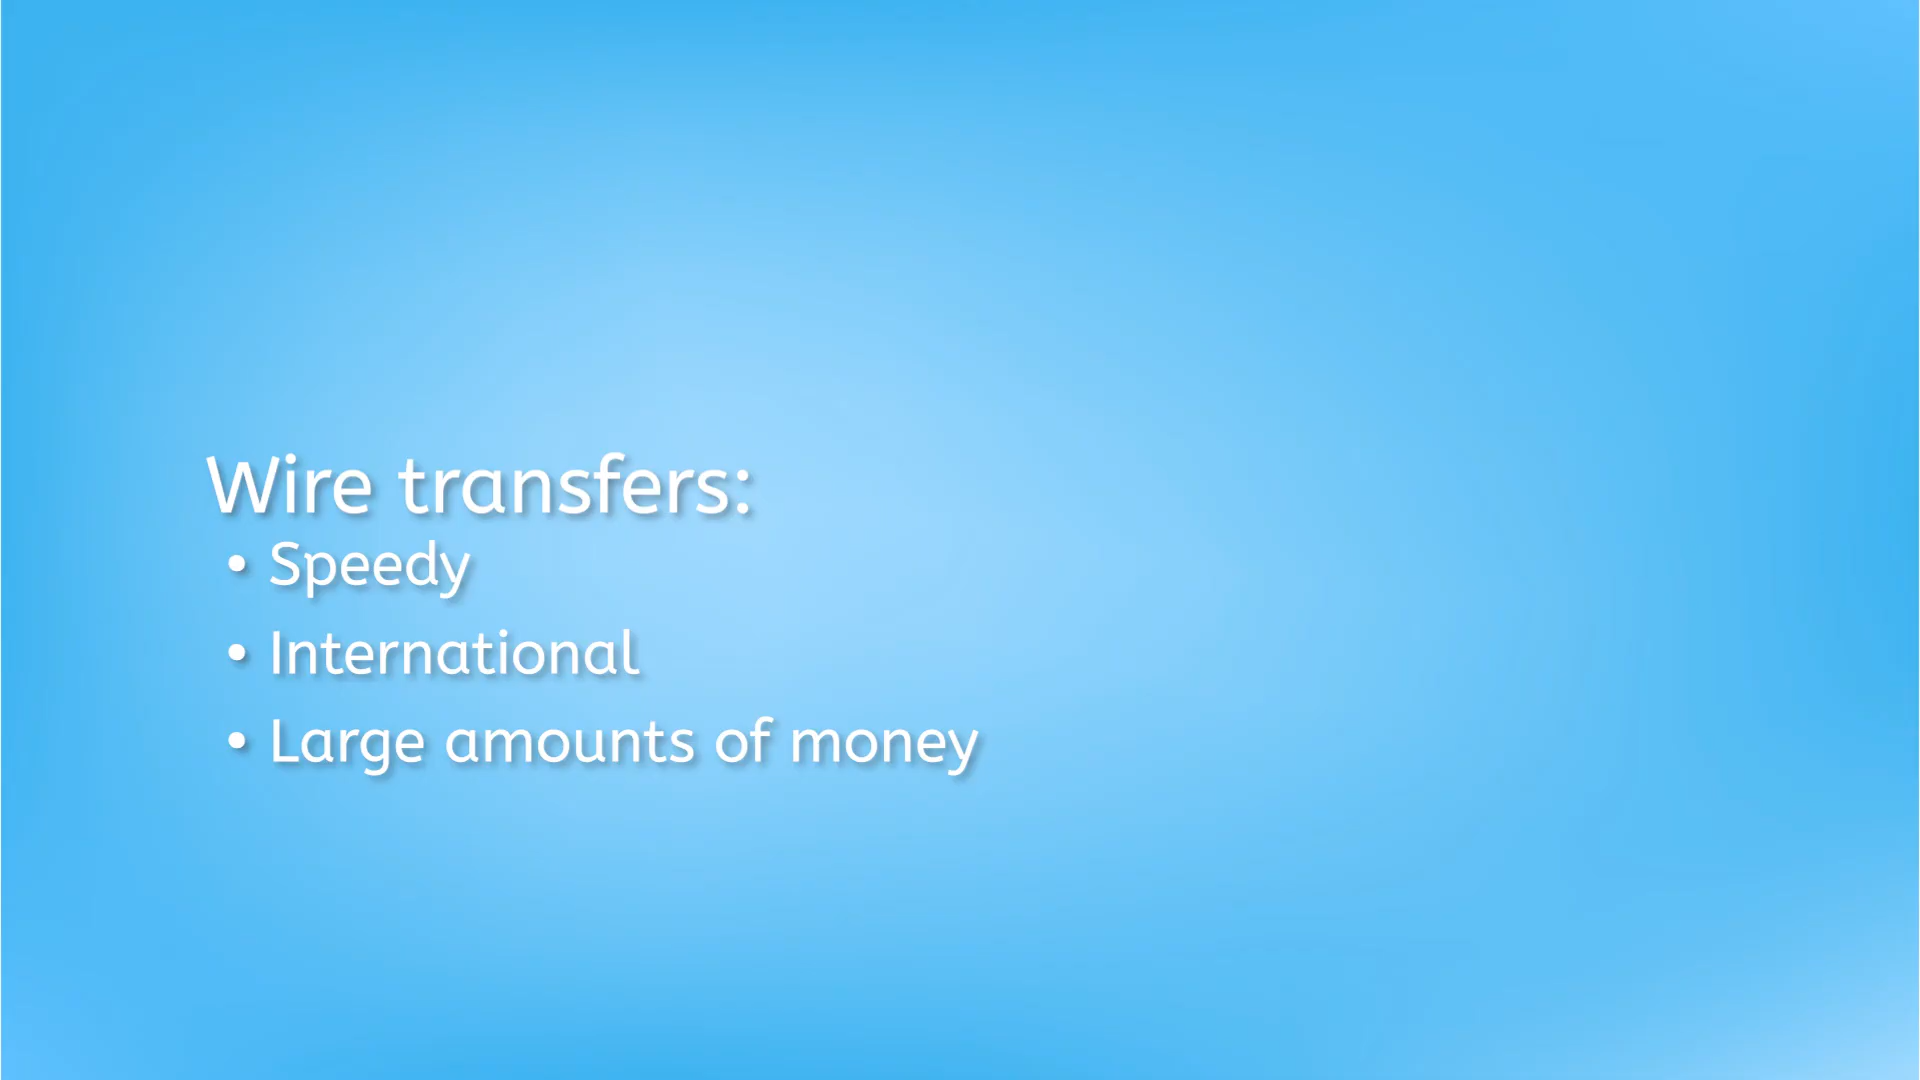 Wire transfers:
• Speedy
• International
• Large amounts of money